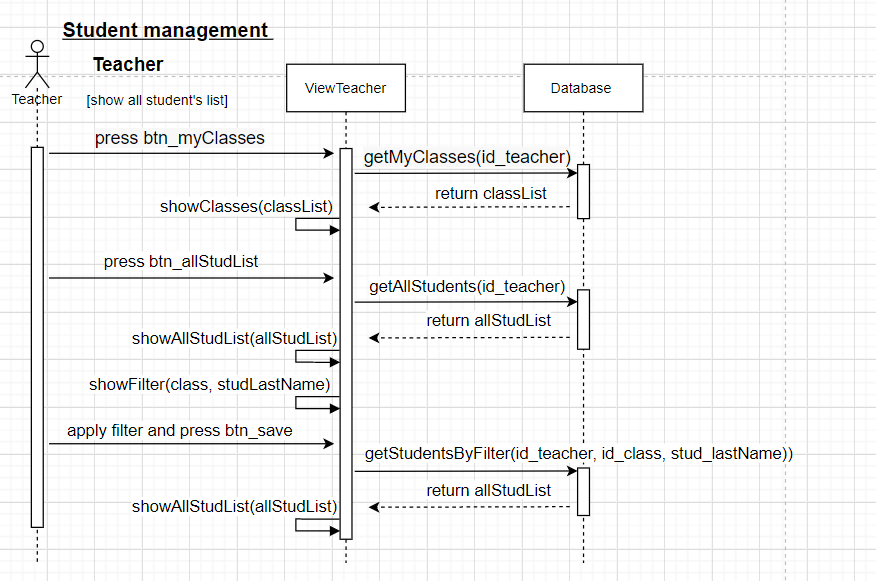 Student management
Teacher
Teacher
[show all student's list]
ViewTeacher
Database
press btn_myClasses
getMyClasses(id_teacher)
return classList
showClasses(classList)
press btn_allStudList
getAllStudents(id_teacher)
return allStudList
showAllStudList(allStudList)
showFilter(class, studLastName)
apply filter and press btn_save
getStudentsByFilter(id_teacher, id_class, stud_lastName))
return allStudList
showAllStudList(allStudList)